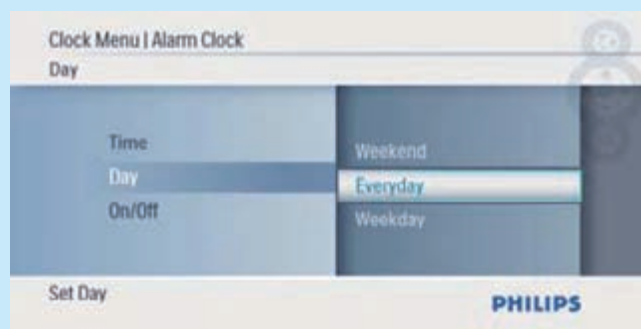 Clock Menu | Alarm Clock
Day
Time
Day
On/Off
Weekend
Everyday
Weekday
Set Day
PHILIPS